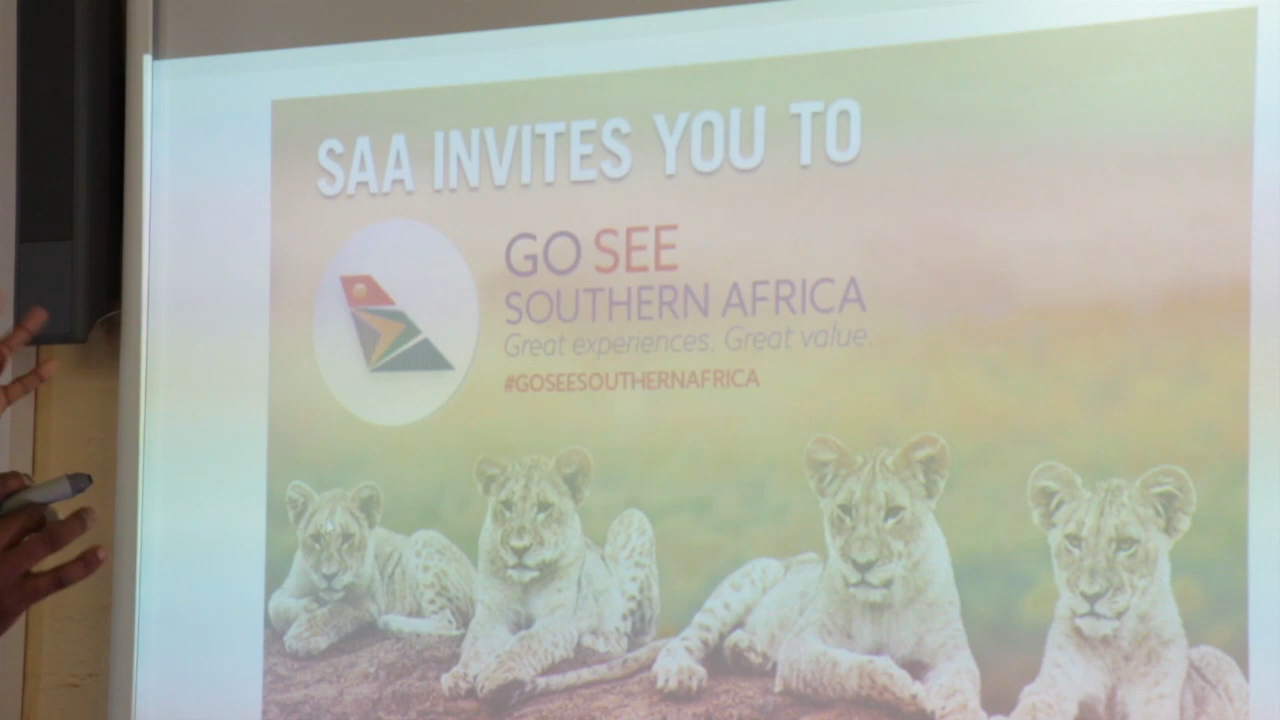 SAA INVITES YOU TO
GO SEE
SOUTHERN AFRICA
Great experiences. Great value.
#GOSEESOUTHERNAFRICA